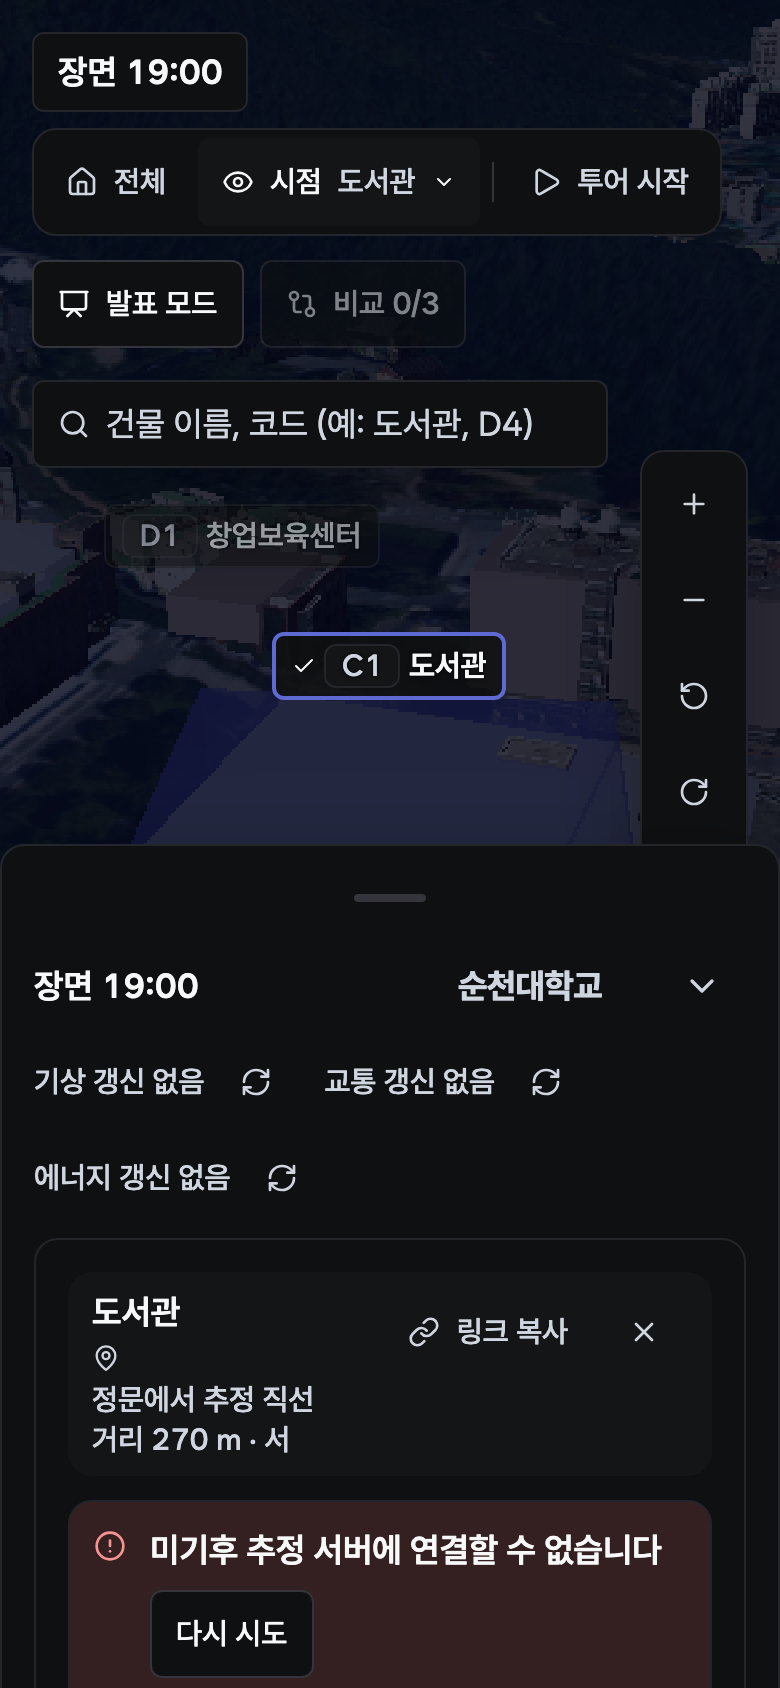 장면 19:00
전체 시점 도서관 투어 시작
발표 모드 비교 0/3
건물 이름, 코드 (예: 도서관, D4)
D1 창업보육센터
C1 도서관
장면 19:00 순천대학교
기상 갱신 없음 교통 갱신 없음
에너지 갱신 없음
도서관
링크 복사
정문에서 추정 직선
거리 270 m · 서
미기후 추정 서버에 연결할 수 없습니다
다시 시도